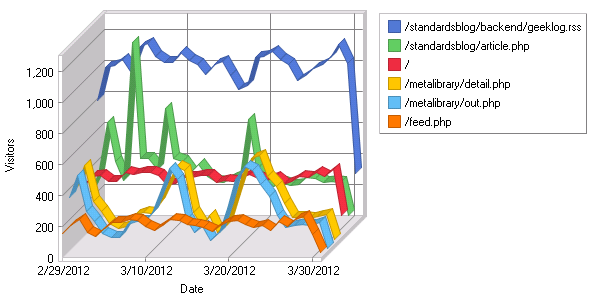 /standardsblog/backend/geeklog.rss
/standardsblog/article.php
/
/metalibrary/detail.php
/metalibrary/out.php
/feed.php
Visitors
1,200
1,000
800
600
400
200
0
2/29/2012 3/10/2012 3/20/2012 3/30/2012
Date